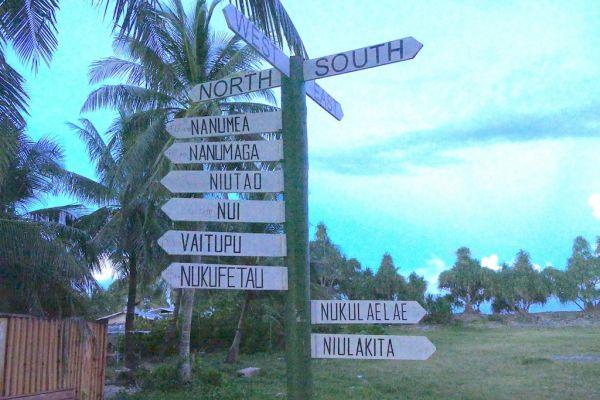 WEST
SOUTH
NORTH
EAST
NANUMEA
NANUMAGA
NIUTAO
NUI
VAITUPU
NUKUFETAU
NUKULAELAE
NIULAKITA